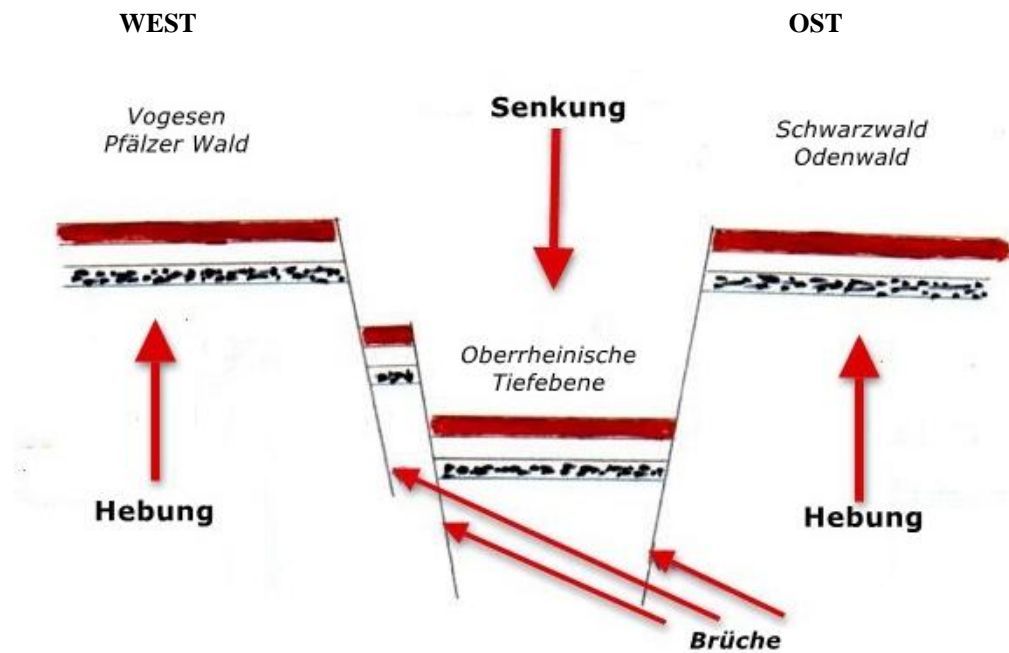 WEST
OST
Vogesen
Pfälzer Wald
Senkung
Schwarzwald
Odenwald
Oberrheinische
Tiefebene
Hebung
Hebung
Brüche